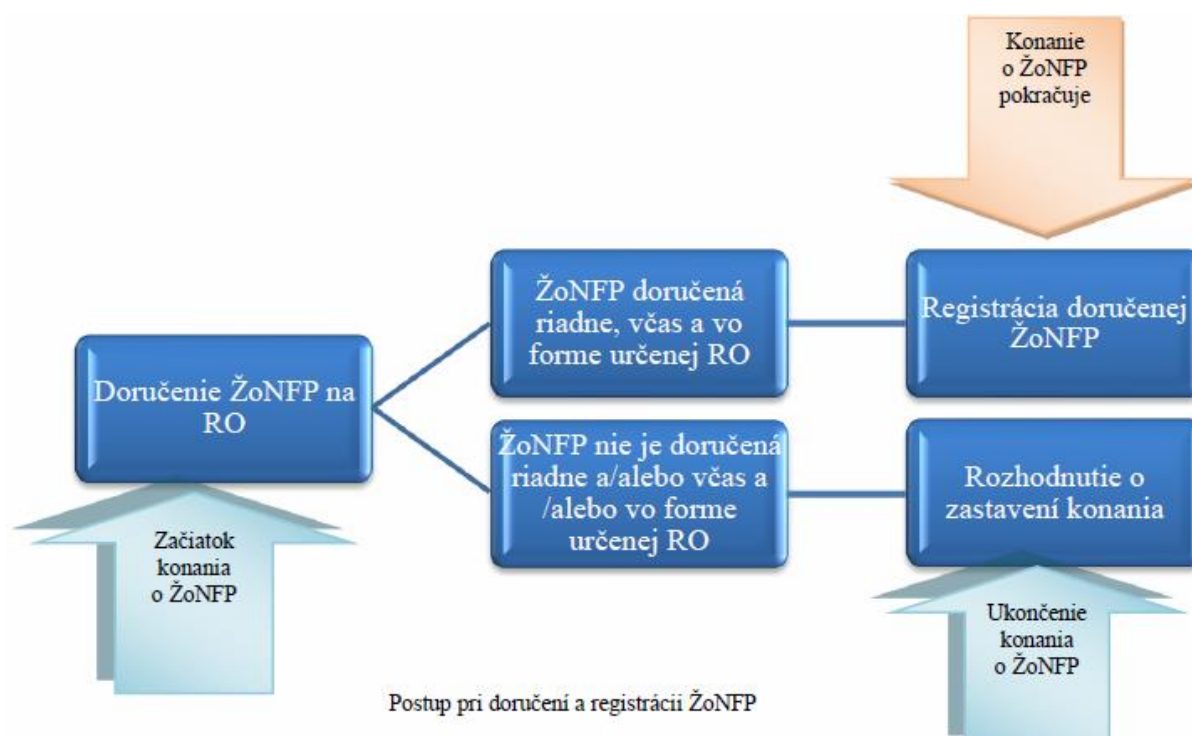 Konanie
o ŽoNFP
pokračuje
Doručenie ŽoNFP na
RO
Začiatok
konania
o ŽoNFP
ŽoNFP doručená
riadne, včas a vo
forme určenej RO
Registrácia doručenej
ŽoNFP
ŽoNFP nie je doručená
riadne a/alebo včas a
/alebo vo forme
určenej RO
Rozhodnutie o
zastavení konania
Ukončenie
konania
o ŽoNFP
Postup pri doručení a registrácii ŽoNFP